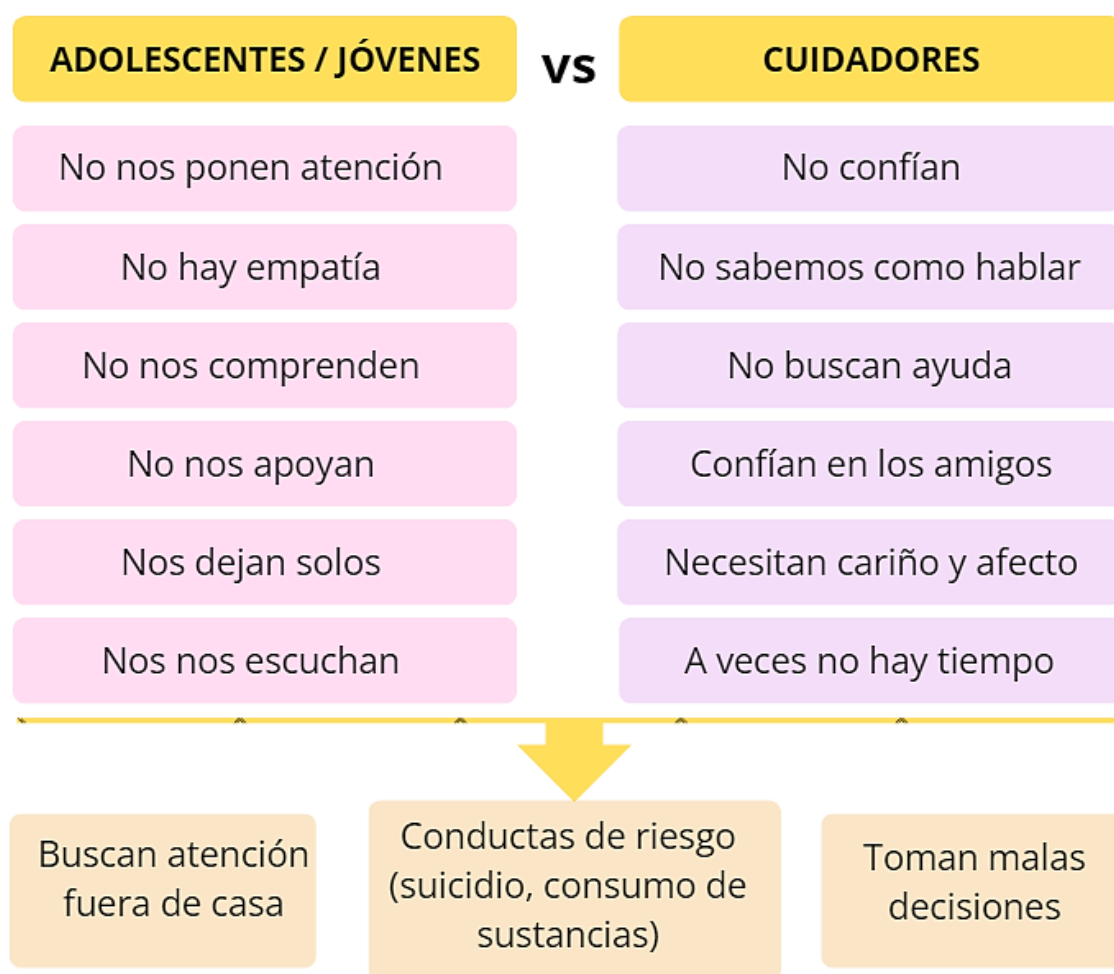 ADOLESCENTES / JÓVENES vs CUIDADORES
No nos ponen atención
No confían
No hay empatía
No sabemos como hablar
No nos comprenden
No buscan ayuda
No nos apoyan
Confían en los amigos
Nos dejan solos
Necesitan cariño y afecto
Nos nos escuchan
A veces no hay tiempo
Buscan atención
fuera de casa
Conductas de riesgo
(suicidio, consumo de
sustancias)
Toman malas
decisiones